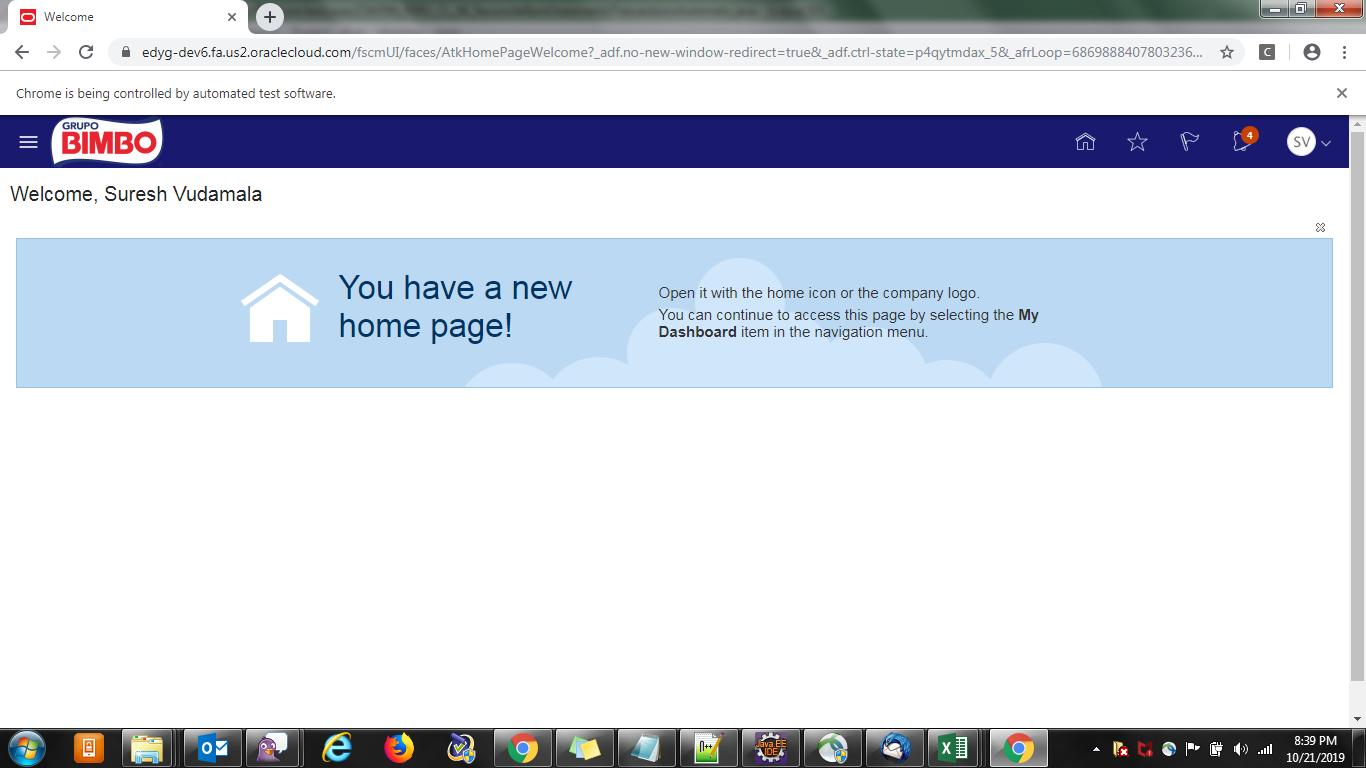 Welcome
edyg-dev6.fa.us2.oraclecloud.com/fscmUI/faces/AtkHomePageWelcome?_adf.no-new-window-redirect=true&_adf.ctrl-state=p4qytmdax_5&_afrLoop=6869888407803236...
C
Chrome is being controlled by automated test software.
GRUPO
BIMBO
4
SV
Welcome, Suresh Vudamala
You have a new
home page!
Open it with the home icon or the company logo.
You can continue to access this page by selecting the My
Dashboard item in the navigation menu.
Java EE
IDE
8:39 PM
10/21/2019